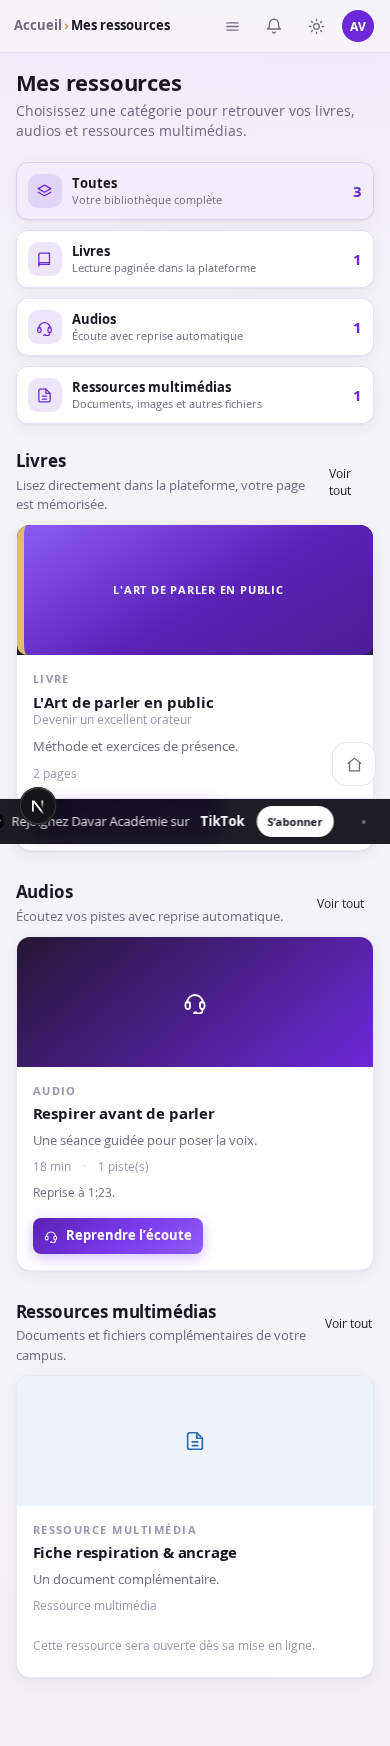 Accueil › Mes ressources
AV
Mes ressources
Choisissez une catégorie pour retrouver vos livres,
audios et ressources multimédias.
Toutes
Votre bibliothèque complète
3
Livres
Lecture paginée dans la plateforme
1
Audios
Écoute avec reprise automatique
1
Ressources multimédias
Documents, images et autres fichiers
1
Livres
Lisez directement dans la plateforme, votre page
est mémorisée.
Voir
tout
L'ART DE PARLER EN PUBLIC
LIVRE
L'Art de parler en public
Devenir un excellent orateur
Méthode et exercices de présence.
2 pages
N
Davar Académie sur TikTok
S'abonner
Audios
Écoutez vos pistes avec reprise automatique.
Voir tout
AUDIO
Respirer avant de parler
Une séance guidée pour poser la voix.
18 min · 1 piste(s)
Reprise à 1:23.
Reprendre l’écoute
Ressources multimédias
Documents et fichiers complémentaires de votre
campus.
Voir tout
RESSOURCE MULTIMÉDIA
Fiche respiration & ancrage
Un document complémentaire.
Ressource multimédia
Cette ressource sera ouverte dès sa mise en ligne.